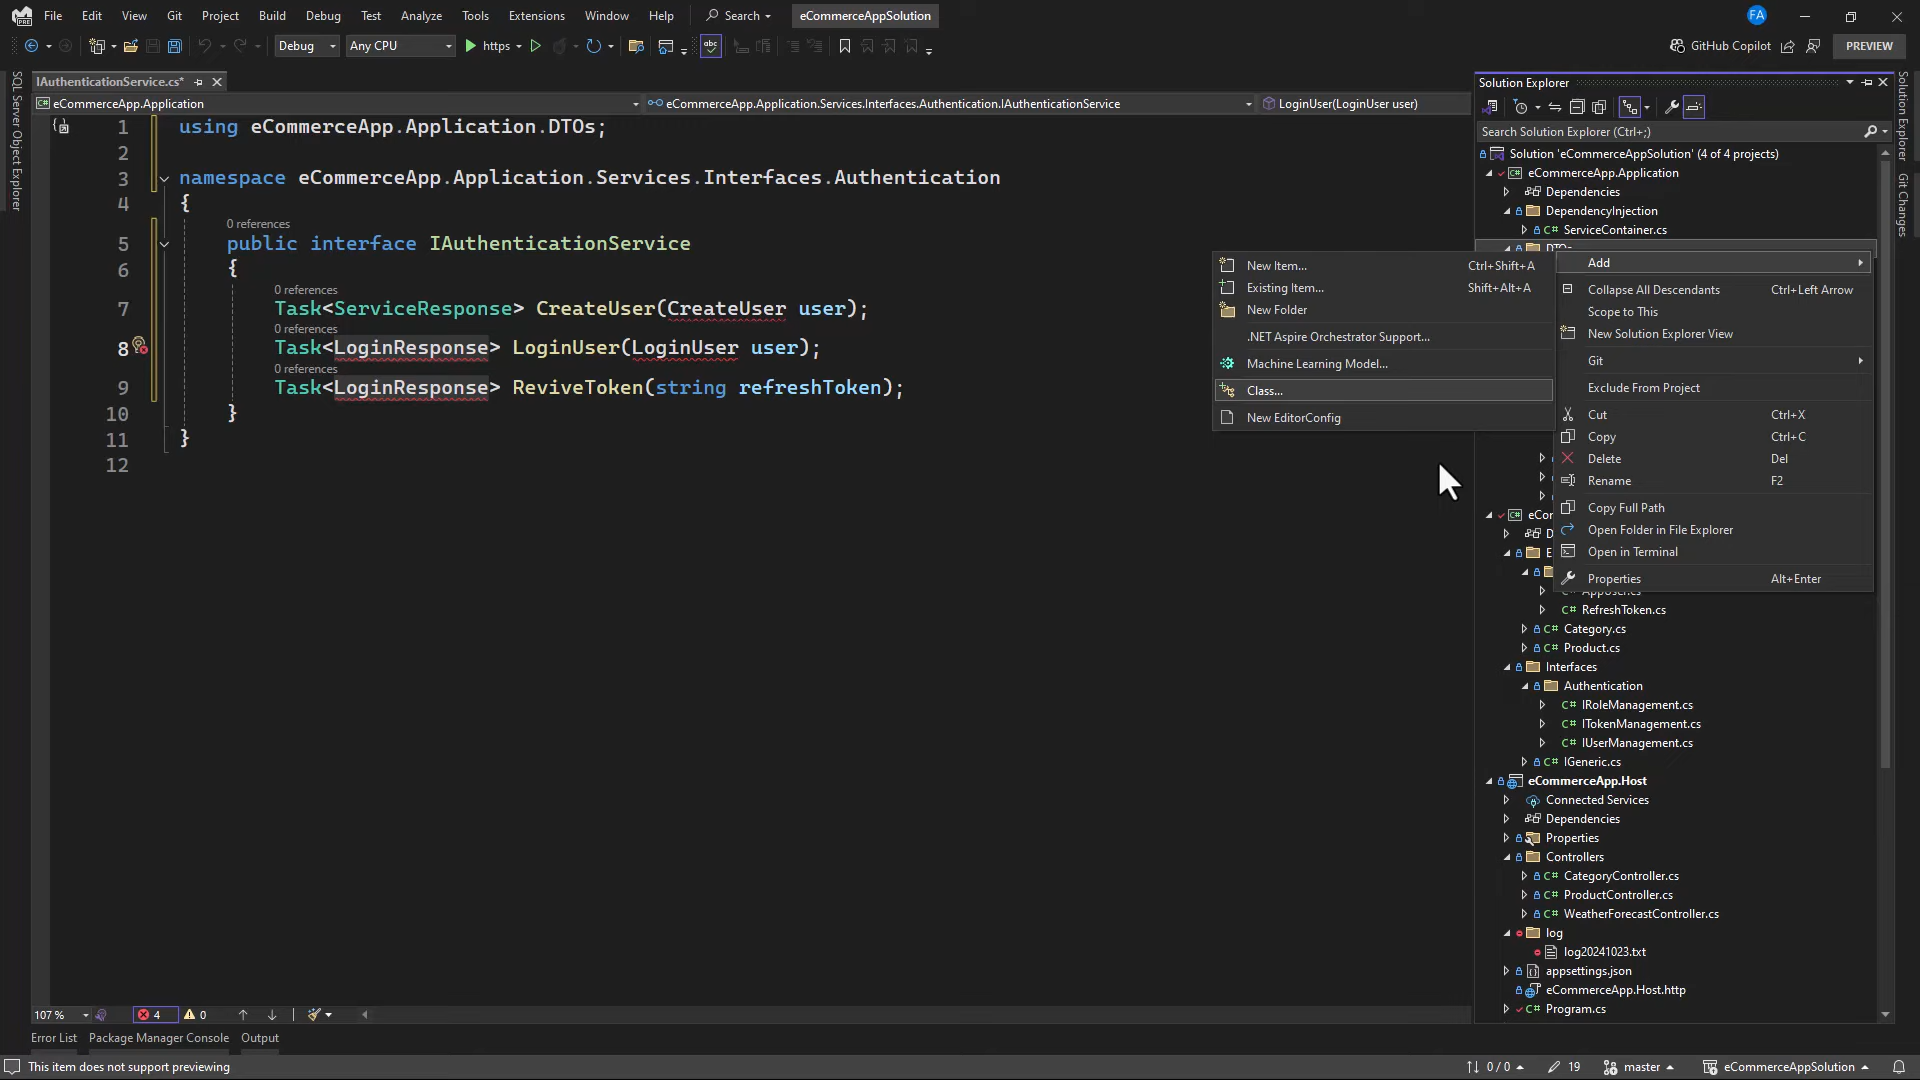 File Edit View Git Project Build Debug Test Analyze Tools Extensions Window Help Search eCommerceAppSolution FA
Debug Any CPU https GitHub Copilot PREVIEW
IAuthenticationService.cs*
eCommerceApp.Application eCommerceApp.Application.Services.Interfaces.Authentication.IAuthenticationService LoginUser(LoginUser user)
SQL Server Object Explorer
1 using eCommerceApp.Application.DTOs;
2
3 namespace eCommerceApp.Application.Services.Interfaces.Authentication
4 {
0 references
5 public interface IAuthenticationService
6 {
0 references
7 Task<ServiceResponse> CreateUser(CreateUser user);
0 references
8 Task<LoginResponse> LoginUser(LoginUser user);
0 references
9 Task<LoginResponse> ReviveToken(string refreshToken);
10 }
11 }
12
New Item... Ctrl+Shift+A
Existing Item... Shift+Alt+A
New Folder
.NET Aspire Orchestrator Support...
Machine Learning Model...
Class...
New EditorConfig
Add
Collapse All Descendants Ctrl+Left Arrow
Scope to This
New Solution Explorer View
Git
Exclude From Project
Cut Ctrl+X
Copy Ctrl+C
Delete Del
Rename F2
Copy Full Path
Open Folder in File Explorer
Open in Terminal
Properties Alt+Enter
Solution Explorer
Search Solution Explorer (Ctrl+;)
Solution 'eCommerceAppSolution' (4 of 4 projects)
eCommerceApp.Application
Dependencies
DependencyInjection
ServiceContainer.cs
DTOs
RefreshToken.cs
Category.cs
Product.cs
Interfaces
Authentication
IRoleManagement.cs
ITokenManagement.cs
IUserManagement.cs
IGeneric.cs
eCommerceApp.Host
Connected Services
Dependencies
Properties
Controllers
CategoryController.cs
ProductController.cs
WeatherForecastController.cs
log
log20241023.txt
appsettings.json
eCommerceApp.Host.http
Program.cs
Solution Explorer
Git Changes
107 % 4 0
Error List Package Manager Console Output
This item does not support previewing 0 / 0 19 master eCommerceAppSolution